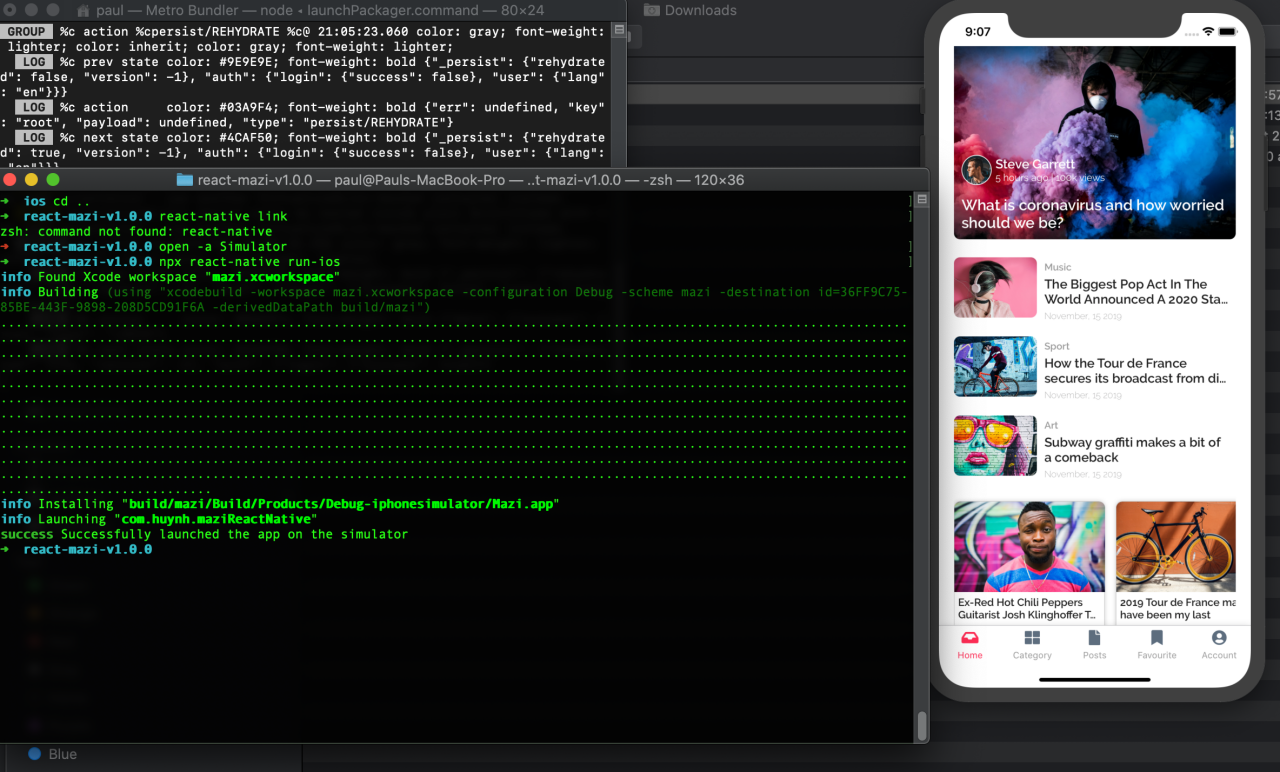 paul — Metro Bundler — node ◂ launchPackager.command — 80×24
GROUP %c action %cpersist/REHYDRATE %c@ 21:05:23.060 color: gray; font-weight:
lighter; color: inherit; color: gray; font-weight: lighter;
LOG %c prev state color: #9E9E9E; font-weight: bold {"_persist": {"rehydrate
d": false, "version": -1}, "auth": {"login": {"success": false}, "user": {"lang"
: "en"}}}
LOG %c action     color: #03A9F4; font-weight: bold {"err": undefined, "key"
: "root", "payload": undefined, "type": "persist/REHYDRATE"}
LOG %c next state color: #4CAF50; font-weight: bold {"_persist": {"rehydrate
d": true, "version": -1}, "auth": {"login": {"success": false}, "user": {"lang":
"en"}}}
Downloads
react-mazi-v1.0.0 — paul@Pauls-MacBook-Pro — ..t-mazi-v1.0.0 — -zsh — 120×36
➜  ios cd ..
➜  react-mazi-v1.0.0 react-native link
zsh: command not found: react-native
➜  react-mazi-v1.0.0 open -a Simulator
➜  react-mazi-v1.0.0 npx react-native run-ios
info Found Xcode workspace "mazi.xcworkspace"
info Building (using "xcodebuild -workspace mazi.xcworkspace -configuration Debug -scheme mazi -destination id=36FF9C75-
85BE-443F-9898-208D5CD91F6A -derivedDataPath build/mazi")
info Installing "build/mazi/Build/Products/Debug-iphonesimulator/Mazi.app"
info Launching "com.huynh.maziReactNative"
success Successfully launched the app on the simulator
➜  react-mazi-v1.0.0
Blue
9:07
Steve Garrett
5 hours ago | 100k views
What is coronavirus and how worried
should we be?
Music
The Biggest Pop Act In The
World Announced A 2020 Sta...
November, 15 2019
Sport
How the Tour de France
secures its broadcast from di...
November, 15 2019
Art
Subway graffiti makes a bit of
a comeback
November, 15 2019
Ex-Red Hot Chili Peppers
Guitarist Josh Klinghoffer T...
2019 Tour de France ma
have been my last
Home
Category
Posts
Favourite
Account